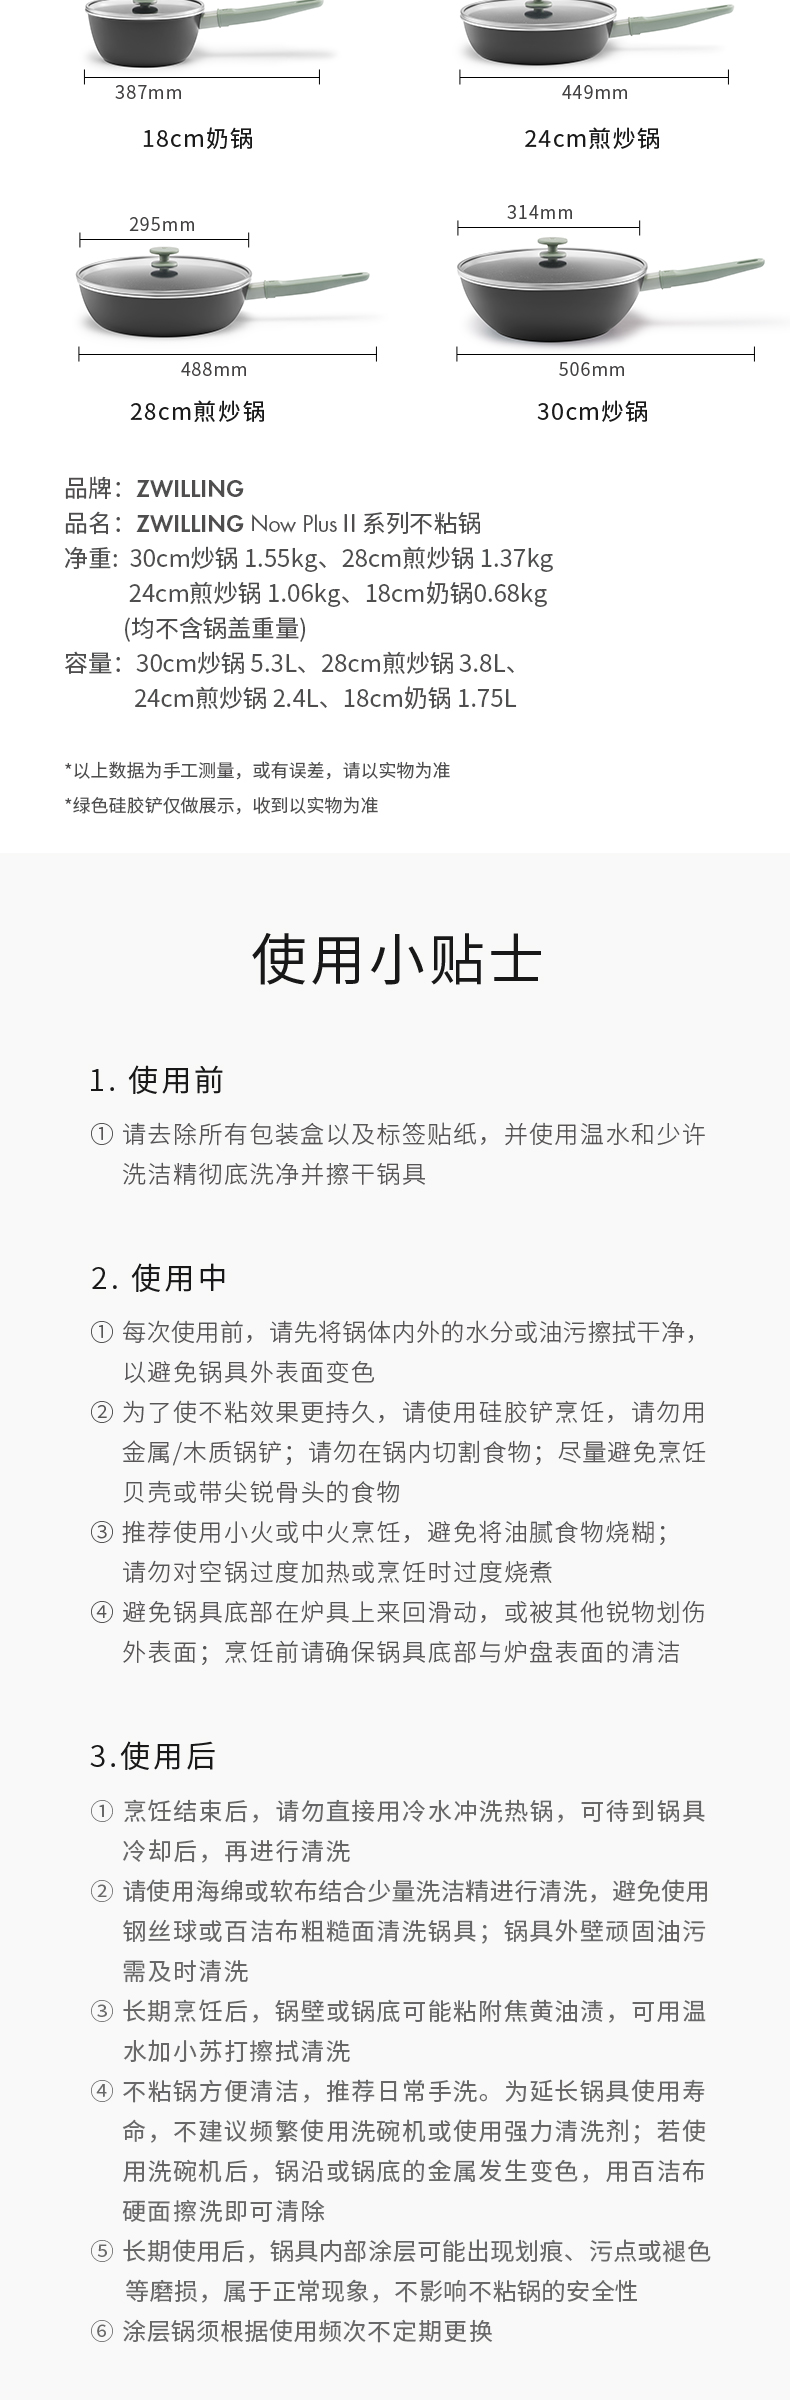 387mm
449mm
18cm奶锅
24cm煎炒锅
295mm
314mm
488mm
506mm
28cm煎炒锅
30cm炒锅
品牌：ZWILLING
品名：ZWILLING Now Plus II 系列不粘锅
净重: 30cm炒锅 1.55kg、28cm煎炒锅 1.37kg
24cm煎炒锅 1.06kg、18cm奶锅0.68kg
(均不含锅盖重量)
容量：30cm炒锅 5.3L、28cm煎炒锅 3.8L、
24cm煎炒锅 2.4L、18cm奶锅 1.75L
*以上数据为手工测量，或有误差，请以实物为准
*绿色硅胶铲仅做展示，收到以实物为准
使用小贴士
1. 使用前
① 请去除所有包装盒以及标签贴纸，并使用温水和少许
洗洁精彻底洗净并擦干锅具
2. 使用中
① 每次使用前，请先将锅体内外的水分或油污擦拭干净，
以避免锅具外表面变色
② 为了使不粘效果更持久，请使用硅胶铲烹饪，请勿用
金属/木质锅铲；请勿在锅内切割食物；尽量避免烹饪
贝壳或带尖锐骨头的食物
③ 推荐使用小火或中火烹饪，避免将油腻食物烧糊；
请勿对空锅过度加热或烹饪时过度烧煮
④ 避免锅具底部在炉具上来回滑动，或被其他锐物划伤
外表面；烹饪前请确保锅具底部与炉盘表面的清洁
3.使用后
① 烹饪结束后，请勿直接用冷水冲洗热锅，可待到锅具
冷却后，再进行清洗
② 请使用海绵或软布结合少量洗洁精进行清洗，避免使用
钢丝球或百洁布粗糙面清洗锅具；锅具外壁顽固油污
需及时清洗
③ 长期烹饪后，锅壁或锅底可能粘附焦黄油渍，可用温
水加小苏打擦拭清洗
④ 不粘锅方便清洁，推荐日常手洗。为延长锅具使用寿
命，不建议频繁使用洗碗机或使用强力清洗剂；若使
用洗碗机后，锅沿或锅底的金属发生变色，用百洁布
硬面擦洗即可清除
⑤ 长期使用后，锅具内部涂层可能出现划痕、污点或褪色
等磨损，属于正常现象，不影响不粘锅的安全性
⑥ 涂层锅须根据使用频次不定期更换